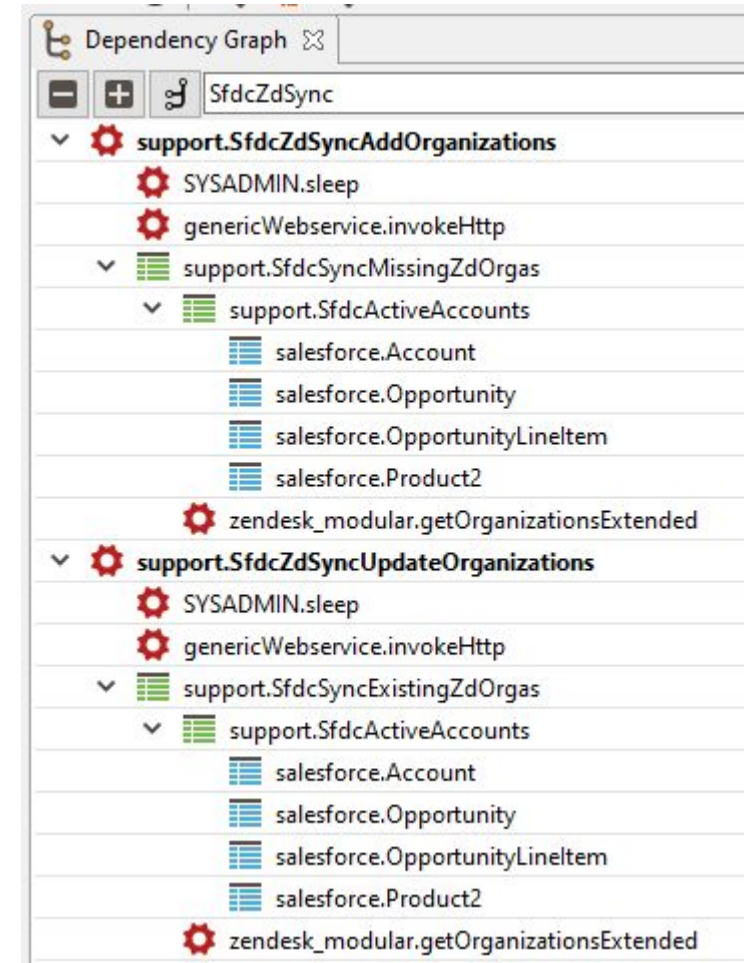 Dependency Graph
SfdcZdSync
support.SfdcZdSyncAddOrganizations
SYSADMIN.sleep
genericWebservice.invokeHttp
support.SfdcSyncMissingZdOrgas
support.SfdcActiveAccounts
salesforce.Account
salesforce.Opportunity
salesforce.OpportunityLineItem
salesforce.Product2
zendesk_modular.getOrganizationsExtended
support.SfdcZdSyncUpdateOrganizations
SYSADMIN.sleep
genericWebservice.invokeHttp
support.SfdcSyncExistingZdOrgas
support.SfdcActiveAccounts
salesforce.Account
salesforce.Opportunity
salesforce.OpportunityLineItem
salesforce.Product2
zendesk_modular.getOrganizationsExtended